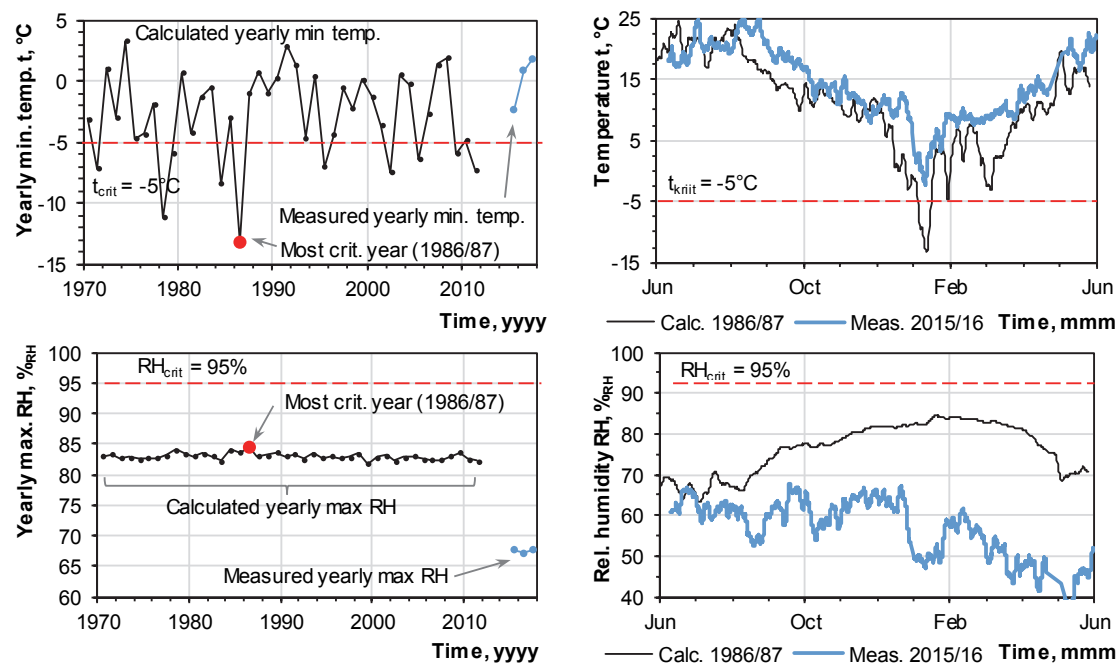 Yearly min. temp. t, °C
5
0
-5
-10
-15
Calculated yearly min temp.
t_crit = -5°C
Measured yearly min. temp.
Most crit. year (1986/87)
1970 1980 1990 2000 2010
Time, yyyy
Temperature t, °C
25
15
5
-5
-15
t_kriit = -5°C
Jun Oct Feb Jun
Calc. 1986/87 Meas. 2015/16 Time, mmm
Yearly max. RH, %RH
100
95
90
85
80
75
70
65
60
RH_crit = 95%
Most crit. year (1986/87)
Calculated yearly max RH
Measured yearly max RH
1970 1980 1990 2000 2010
Time, yyyy
Rel. humidity RH, %RH
100
90
80
70
60
50
40
RH_crit = 95%
Jun Oct Feb Jun
Calc. 1986/87 Meas. 2015/16 Time, mmm